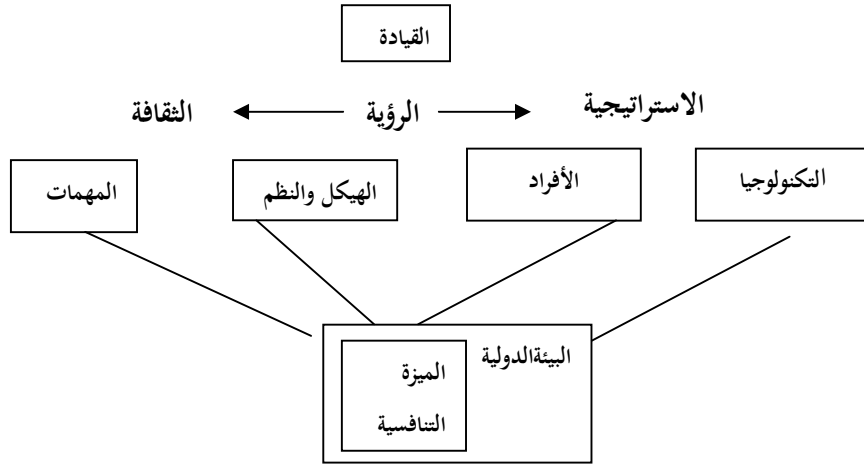 القيادة
الاستراتيجية الرؤية الثقافة
التكنولوجيا الأفراد الهيكل والنظم المهمات
البيئةالدولية
الميزة
التنافسية